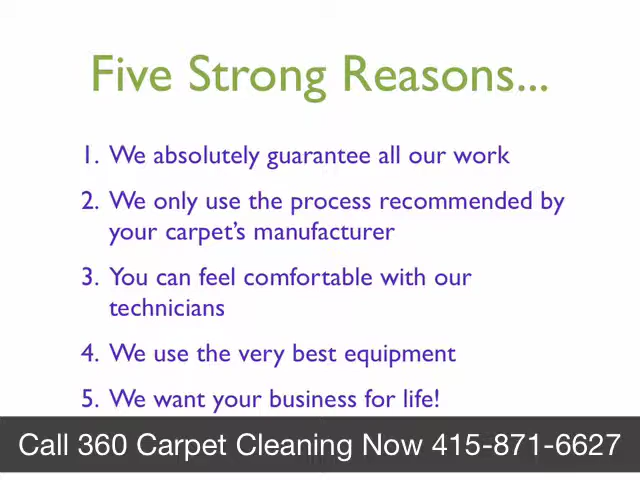 Five Strong Reasons...
1. We absolutely guarantee all our work
2. We only use the process recommended by
your carpet’s manufacturer
3. You can feel comfortable with our
technicians
4. We use the very best equipment
5. We want your business for life!
Call 360 Carpet Cleaning Now 415-871-6627